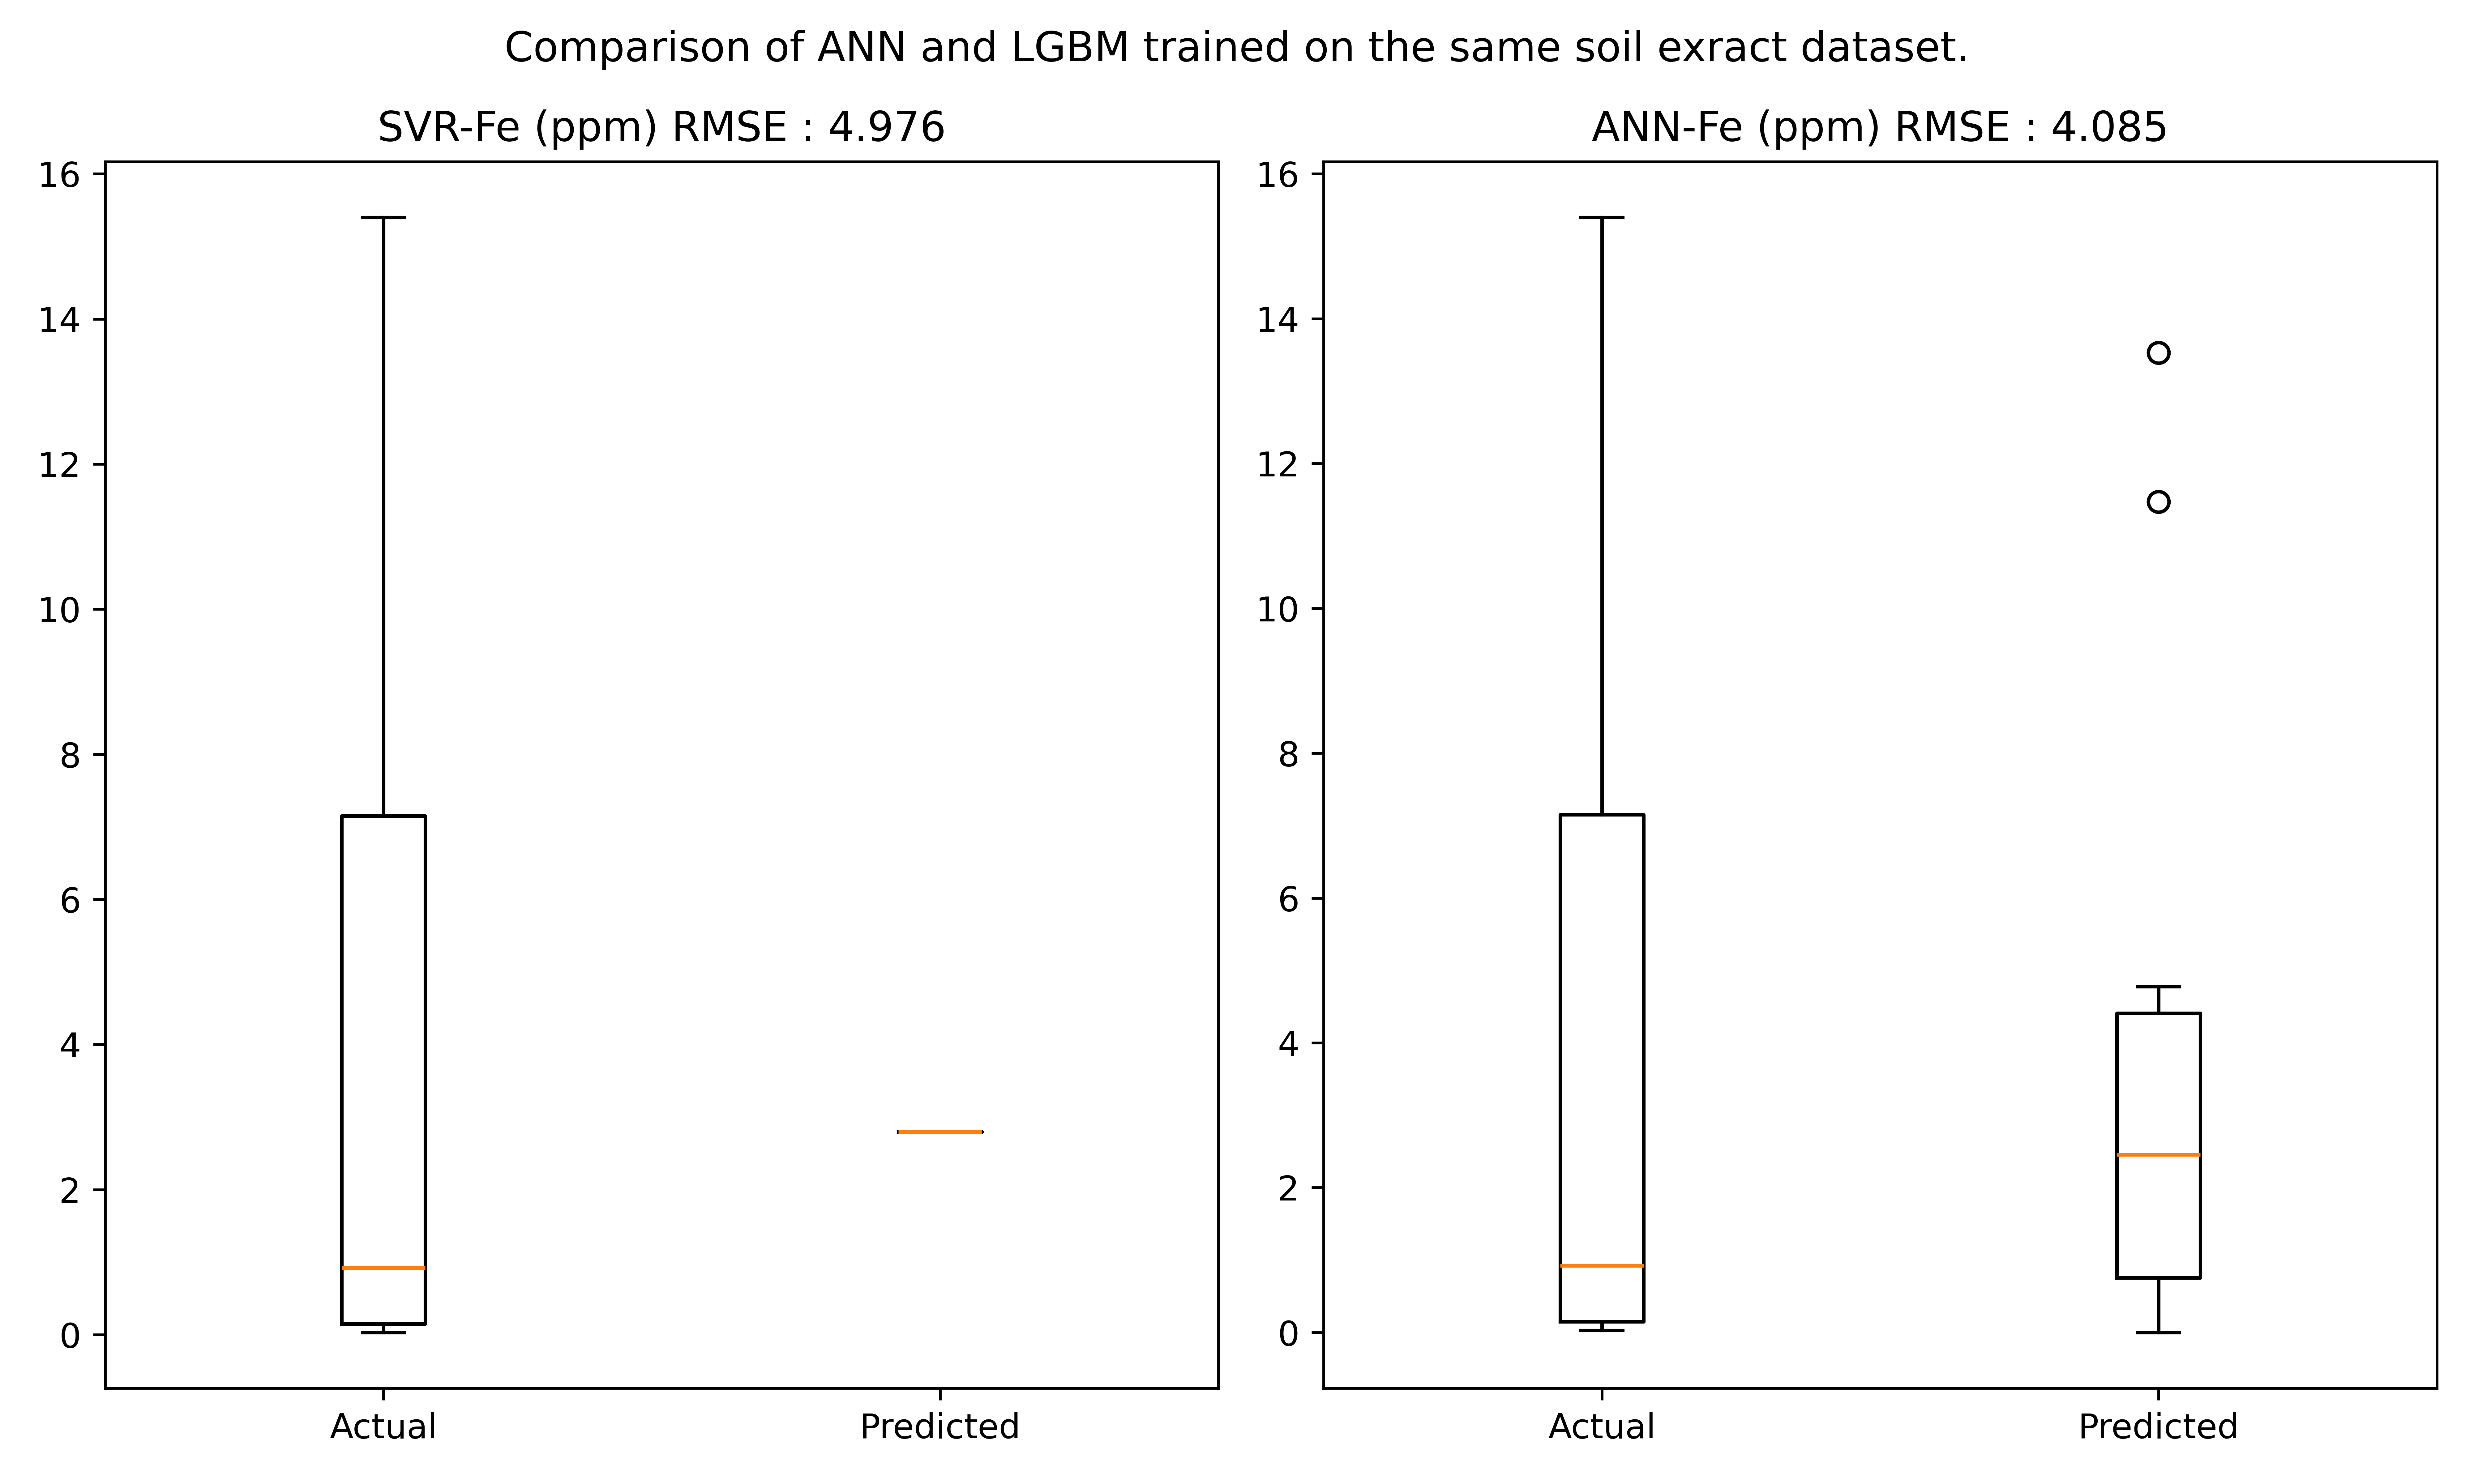 Comparison of ANN and LGBM trained on the same soil exract dataset.
SVR-Fe (ppm) RMSE : 4.976
16
14
12
10
8
6
4
2
0
Actual
Predicted
ANN-Fe (ppm) RMSE : 4.085
16
14
12
10
8
6
4
2
0
Actual
Predicted